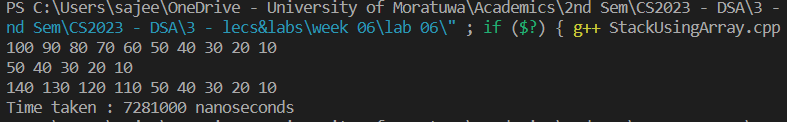 PS C:\Users\sajee\OneDrive - University of Moratuwa\Academics\2nd Sem\CS2023 - DSA\3 -
nd Sem\CS2023 - DSA\3 - lecs&labs\week 06\lab 06\" ; if ($?) { g++ StackUsingArray.cpp
100 90 80 70 60 50 40 30 20 10
50 40 30 20 10
140 130 120 110 50 40 30 20 10
Time taken : 7281000 nanoseconds